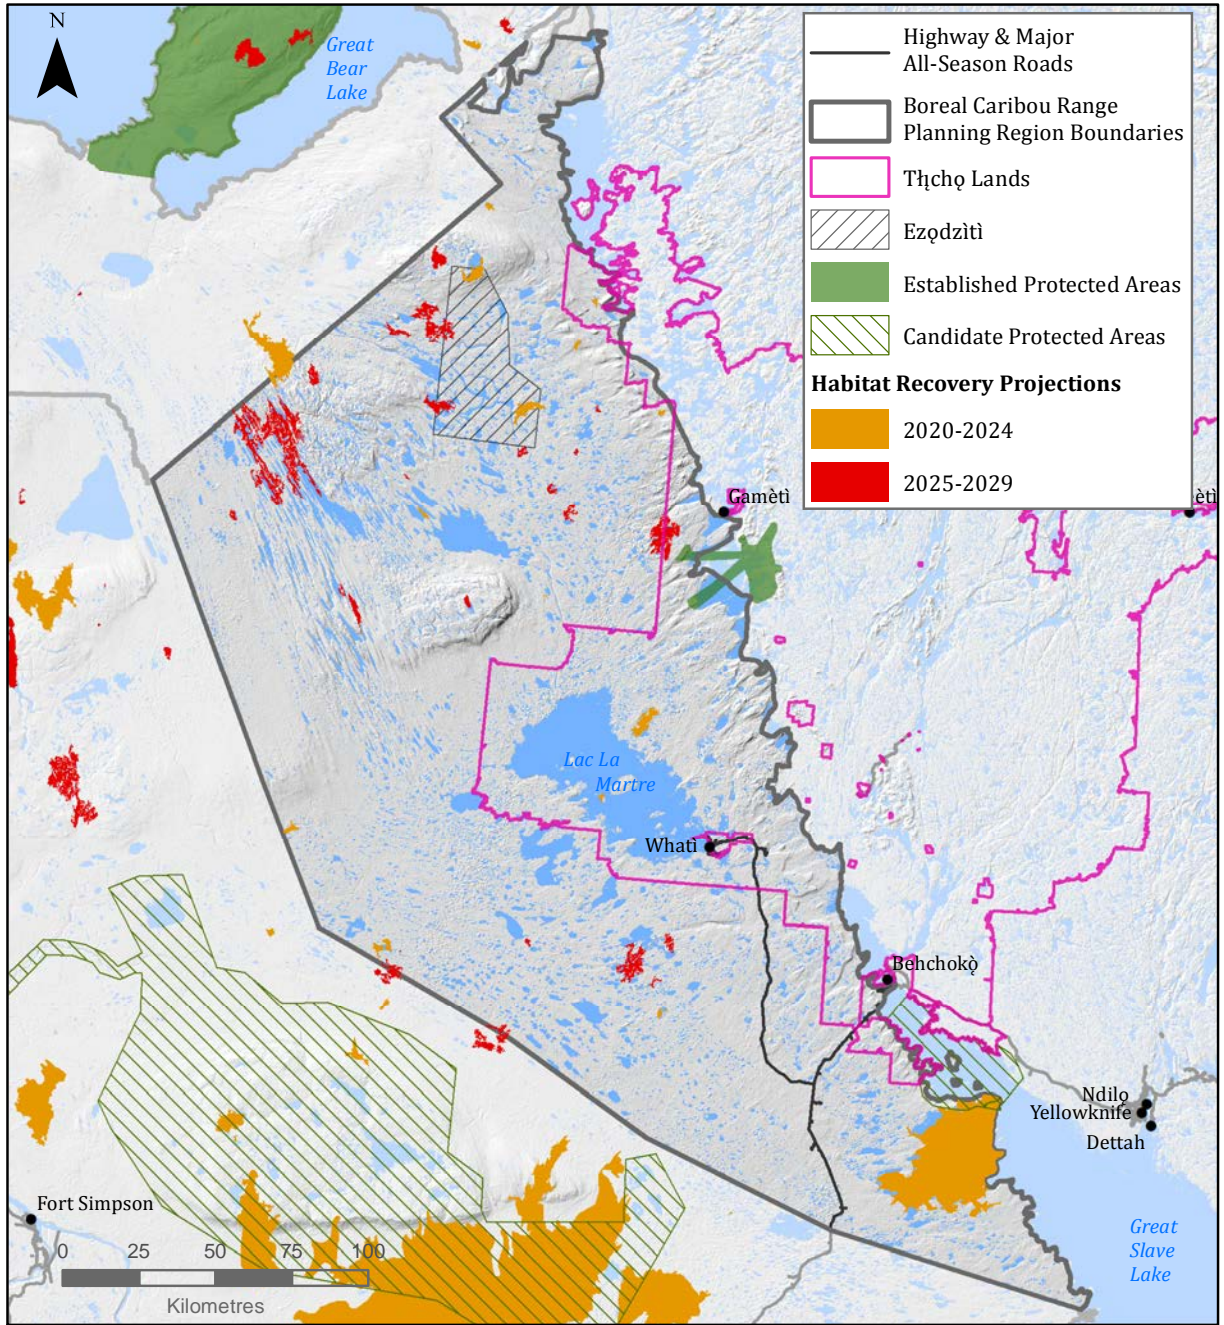 N
Great
Bear
Lake
Highway & Major
All-Season Roads
Boreal Caribou Range
Planning Region Boundaries
Tłı̨chǫ Lands
Ezǫdzìtì
Established Protected Areas
Candidate Protected Areas
Habitat Recovery Projections
2020-2024
2025-2029
Gamètì
ètì
Lac La
Martre
Whatì
Behchokǫ̀
Ndilǫ
Yellowknife
Dettah
Fort Simpson
Great
Slave
Lake
0 25 50 75 100
Kilometres